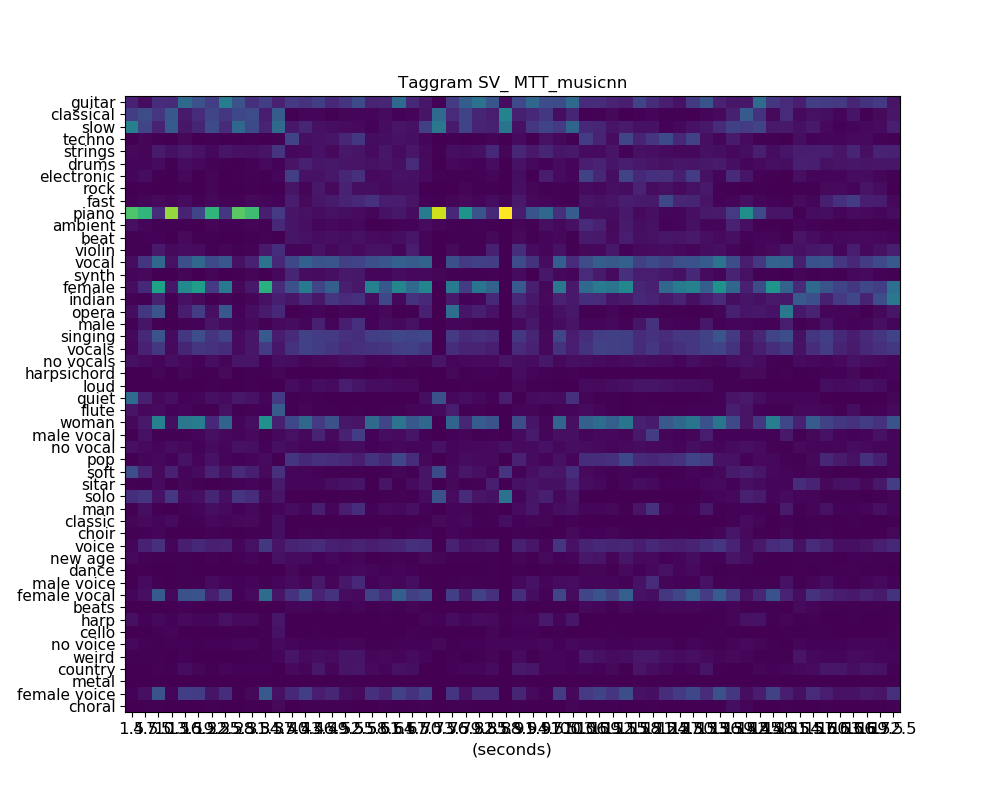 Taggram SV_ MTT_musicnn
guitar
classical
slow
techno
strings
drums
electronic
rock
fast
piano
ambient
beat
violin
vocal
synth
female
indian
opera
male
singing
vocals
no vocals
harpsichord
loud
quiet
flute
woman
male vocal
no vocal
pop
soft
sitar
solo
man
classic
choir
voice
new age
dance
male voice
female vocal
beats
harp
cello
no voice
weird
country
metal
female voice
choral
(seconds)